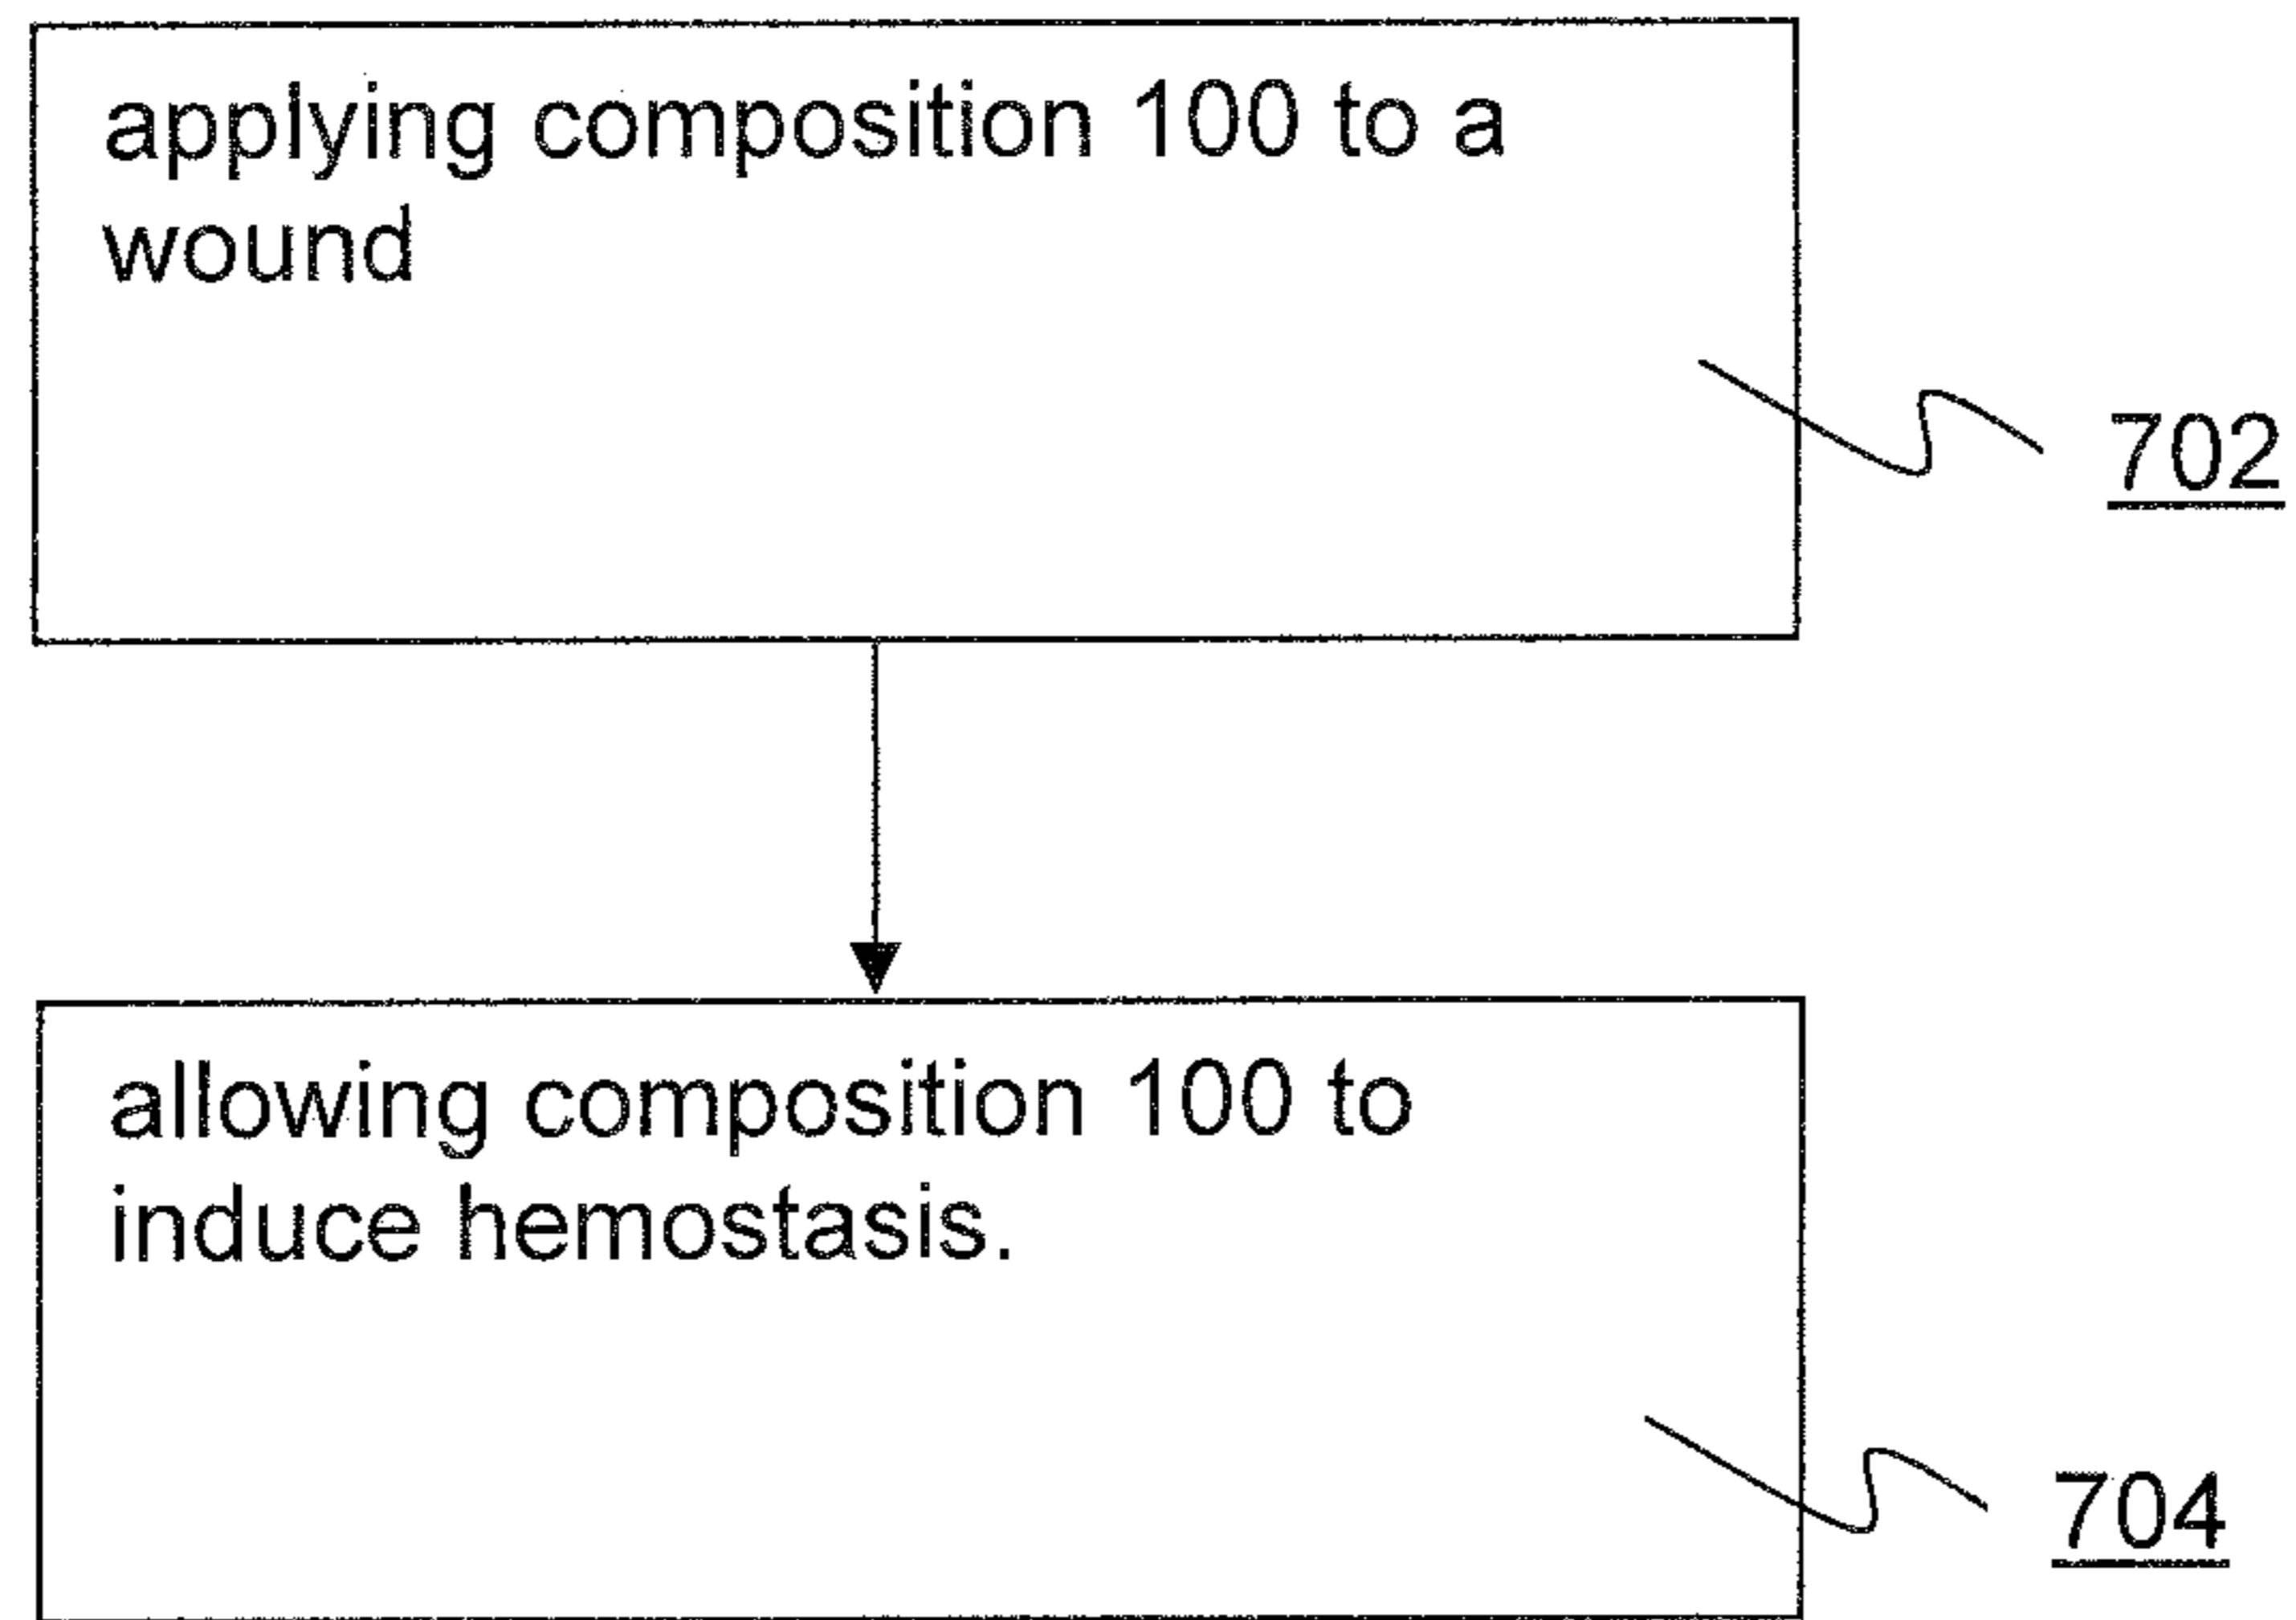 applying composition 100 to a
wound
702
allowing composition 100 to
induce hemostasis.
704